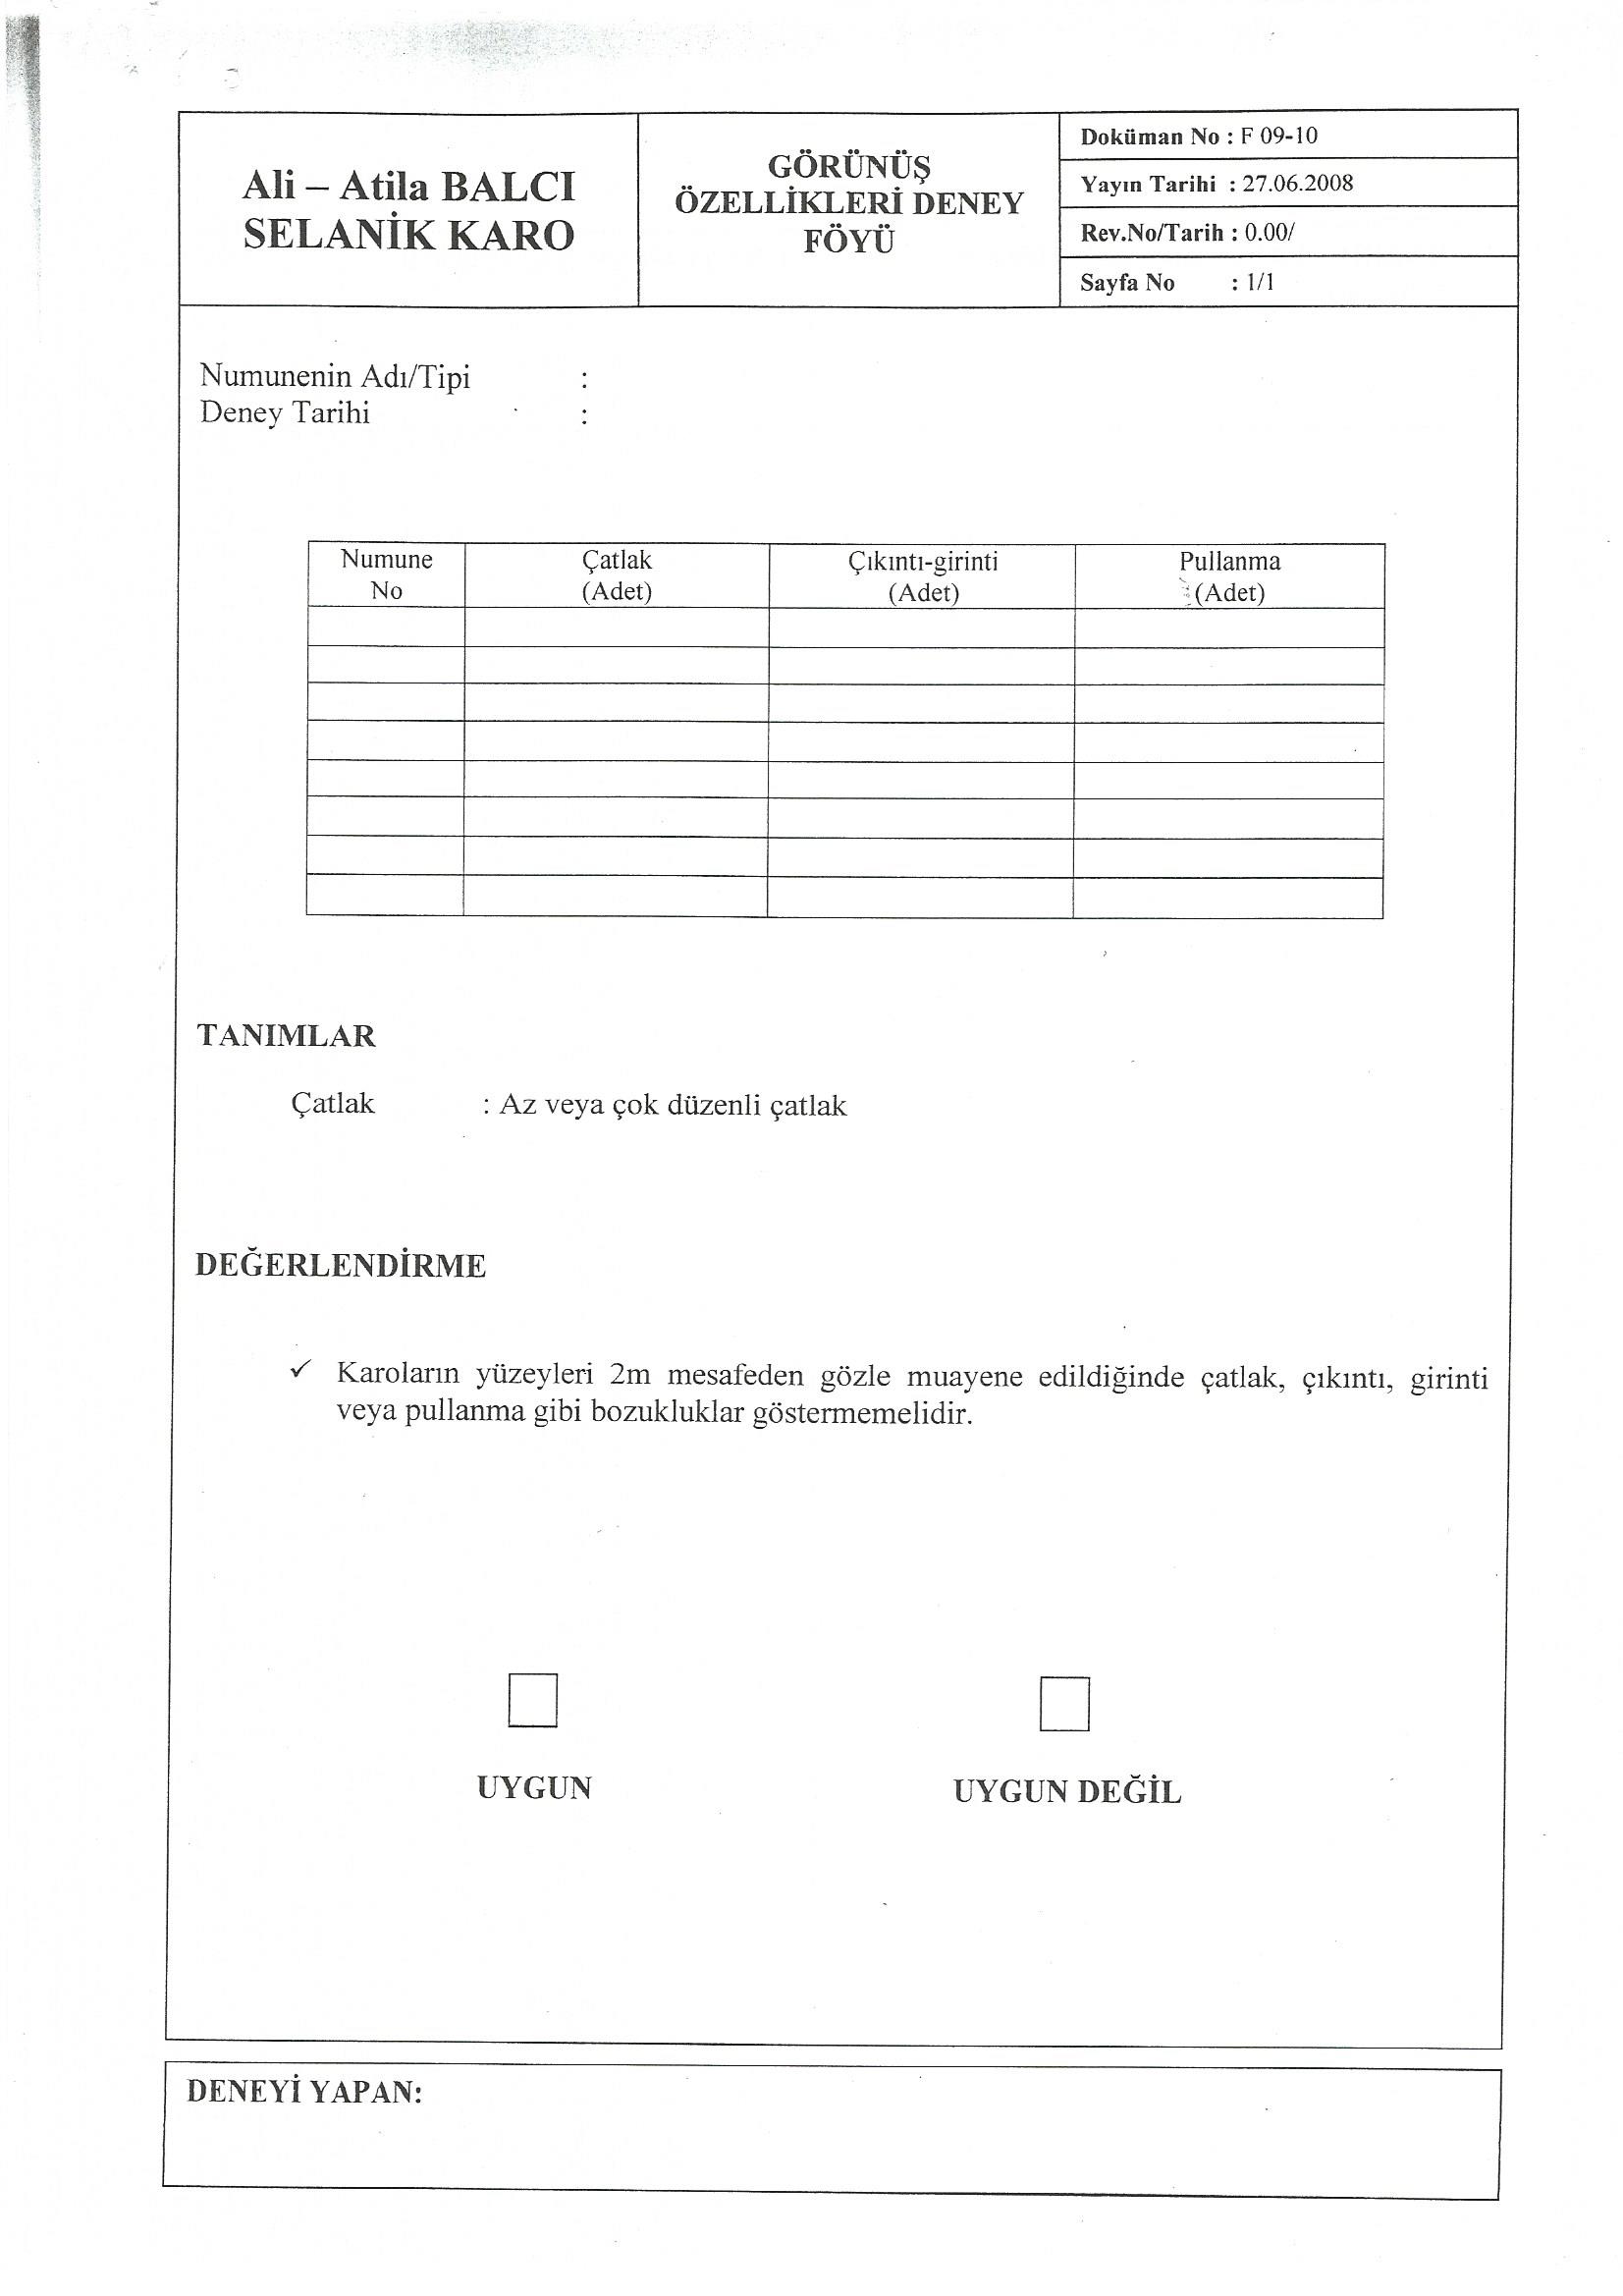 Ali – Atila BALCI
SELANİK KARO
GÖRÜNÜŞ
ÖZELLİKLERİ DENEY
FÖYÜ
Doküman No : F 09-10
Yayın Tarihi : 27.06.2008
Rev.No/Tarih : 0.00/
Sayfa No : 1/1
Numunenin Adı/Tipi :
Deney Tarihi :
Numune No
Çatlak (Adet)
Çıkıntı-girinti (Adet)
Pullanma (Adet)
TANIMLAR
Çatlak : Az veya çok düzenli çatlak
DEĞERLENDİRME
✓ Karoların yüzeyleri 2m mesafeden gözle muayene edildiğinde çatlak, çıkıntı, girinti
veya pullanma gibi bozukluklar göstermemelidir.
UYGUN
UYGUN DEĞİL
DENEYİ YAPAN: